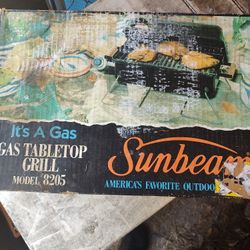 It's A Gas
GAS TABLETOP
GRILL
MODEL 8205
Sunbeam
AMERICA'S FAVORITE OUTDOO